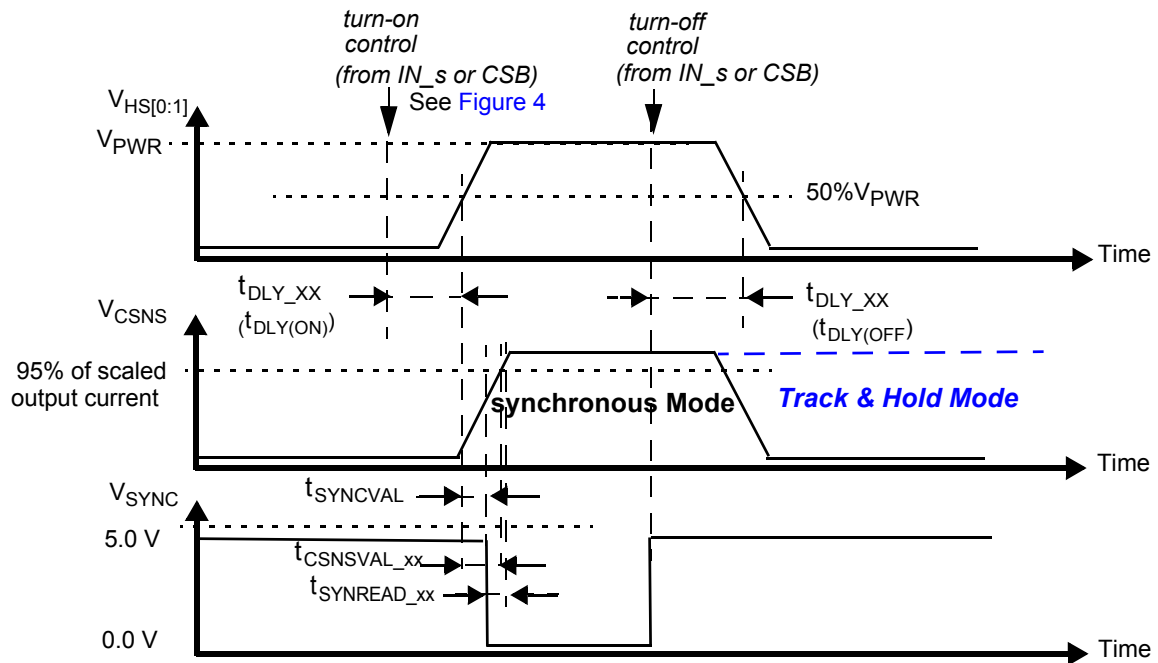 turn-on
control
(from IN_s or CSB)
See Figure 4
turn-off
control
(from IN_s or CSB)
VHS[0:1]
VPWR
50%VPWR
Time
tDLY_XX
(tDLY(ON))
tDLY_XX
(tDLY(OFF)
VCSNS
95% of scaled
output current
synchronous Mode
Track & Hold Mode
Time
tSYNCVAL
VSYNC
5.0 V
tCSNSVAL_xx
tSYNREAD_xx
0.0 V
Time